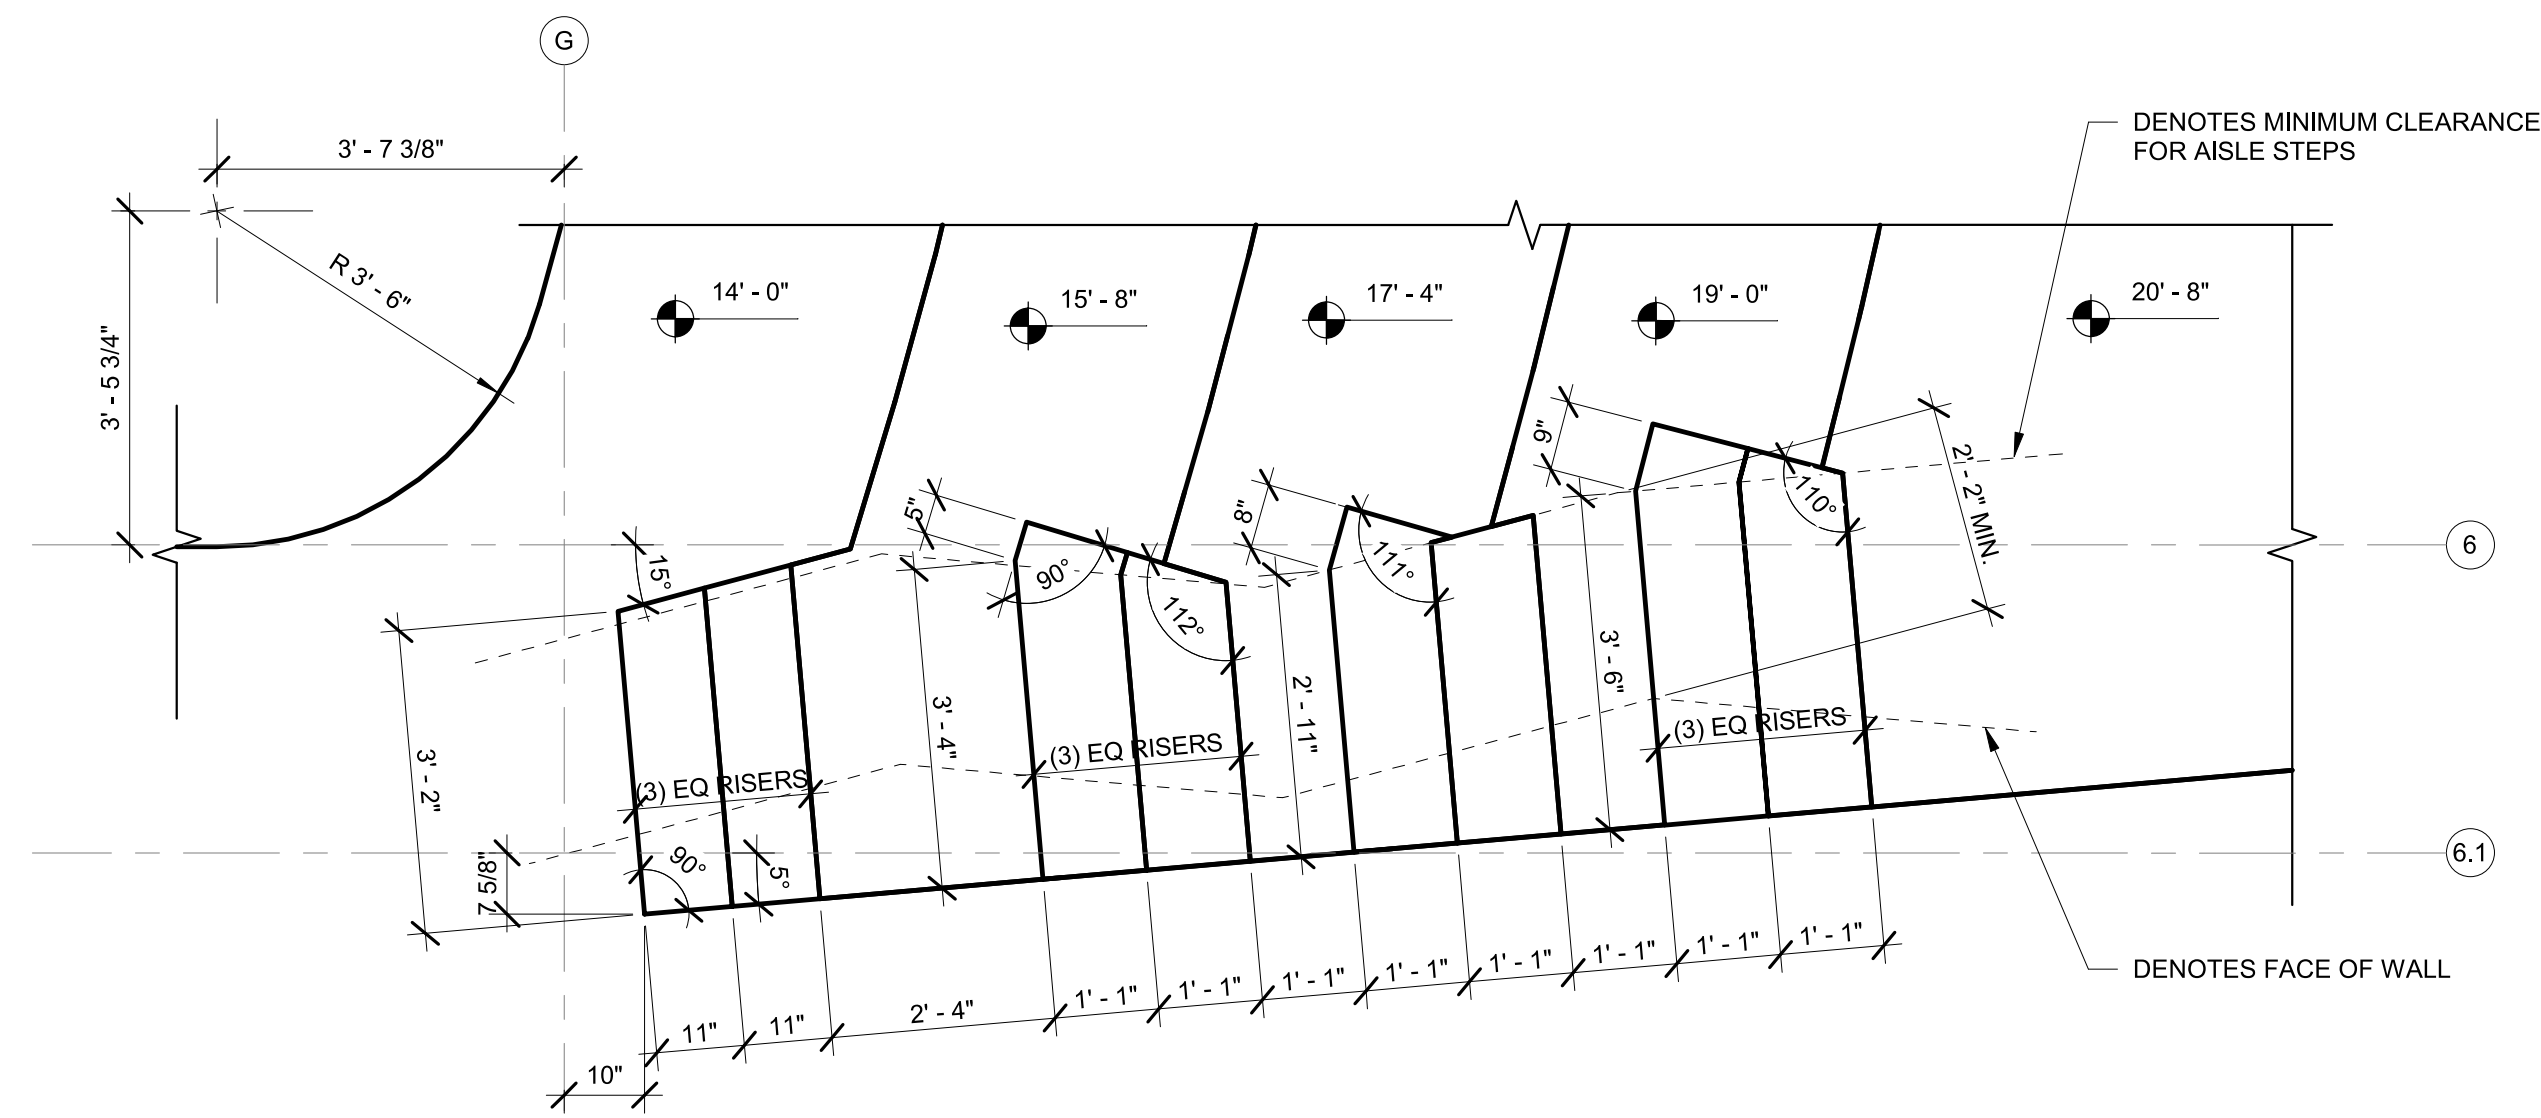 G
3' - 7 3/8"
DENOTES MINIMUM CLEARANCE
FOR AISLE STEPS
R 3' - 6"
3' - 5 3/4"
14' - 0"
15' - 8"
17' - 4"
19' - 0"
20' - 8"
9"
2' - 2" MIN.
110°
5"
8"
6
15°
90°
112°
111°
3' - 6"
3' - 2"
3' - 4"
2' - 11"
(3) EQ RISERS
(3) EQ RISERS
(3) EQ RISERS
7 5/8"
90°
5°
6.1
DENOTES FACE OF WALL
11"
11"
2' - 4"
1' - 1"
1' - 1"
1' - 1"
1' - 1"
1' - 1"
1' - 1"
1' - 1"
1' - 1"
10"